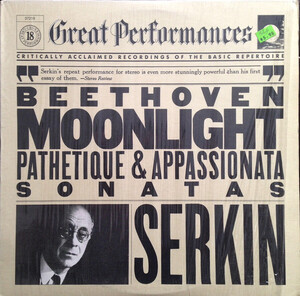 18
Great Performances
CRITICALLY ACCLAIMED RECORDINGS OF THE BASIC REPERTOIRE
"Serkin's repeat performance for stereo is even more stunningly powerful than his first
essay of them." —Stereo Review
BEETHOVEN
MOONLIGHT
PATHETIQUE & APPASSIONATA
SONATAS
SERKIN